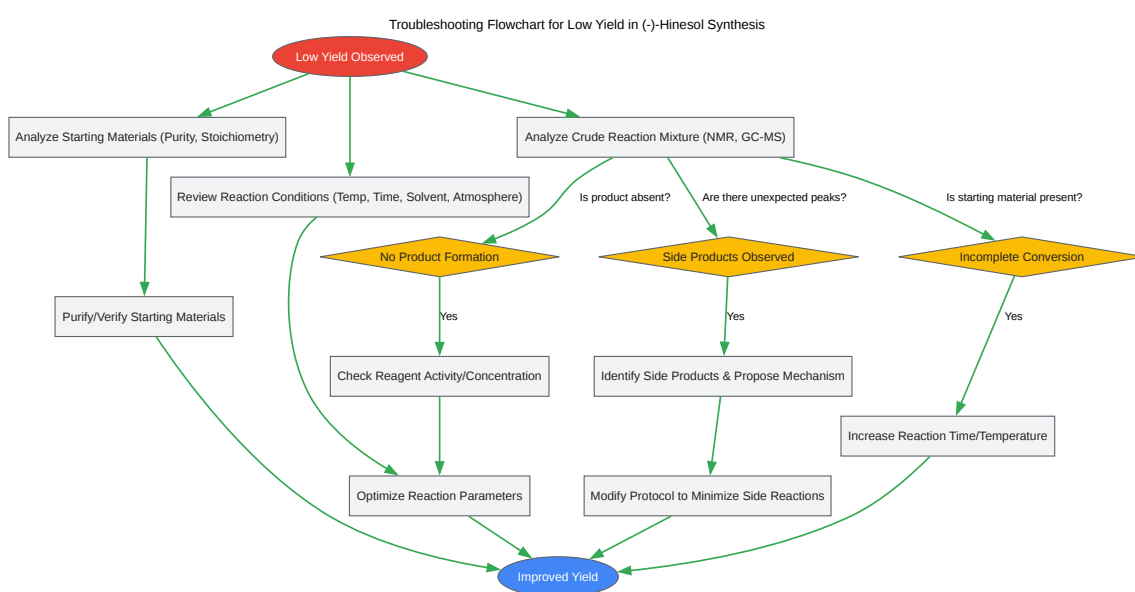 Troubleshooting Flowchart for Low Yield in (-)-Hinesol Synthesis
Low Yield Observed
Analyze Starting Materials (Purity, Stoichiometry)
Analyze Crude Reaction Mixture (NMR, GC-MS)
Review Reaction Conditions (Temp, Time, Solvent, Atmosphere)
Is product absent?
Are there unexpected peaks?
Is starting material present?
No Product Formation
Side Products Observed
Incomplete Conversion
Purify/Verify Starting Materials
Yes
Yes
Yes
Check Reagent Activity/Concentration
Identify Side Products & Propose Mechanism
Increase Reaction Time/Temperature
Optimize Reaction Parameters
Modify Protocol to Minimize Side Reactions
Improved Yield